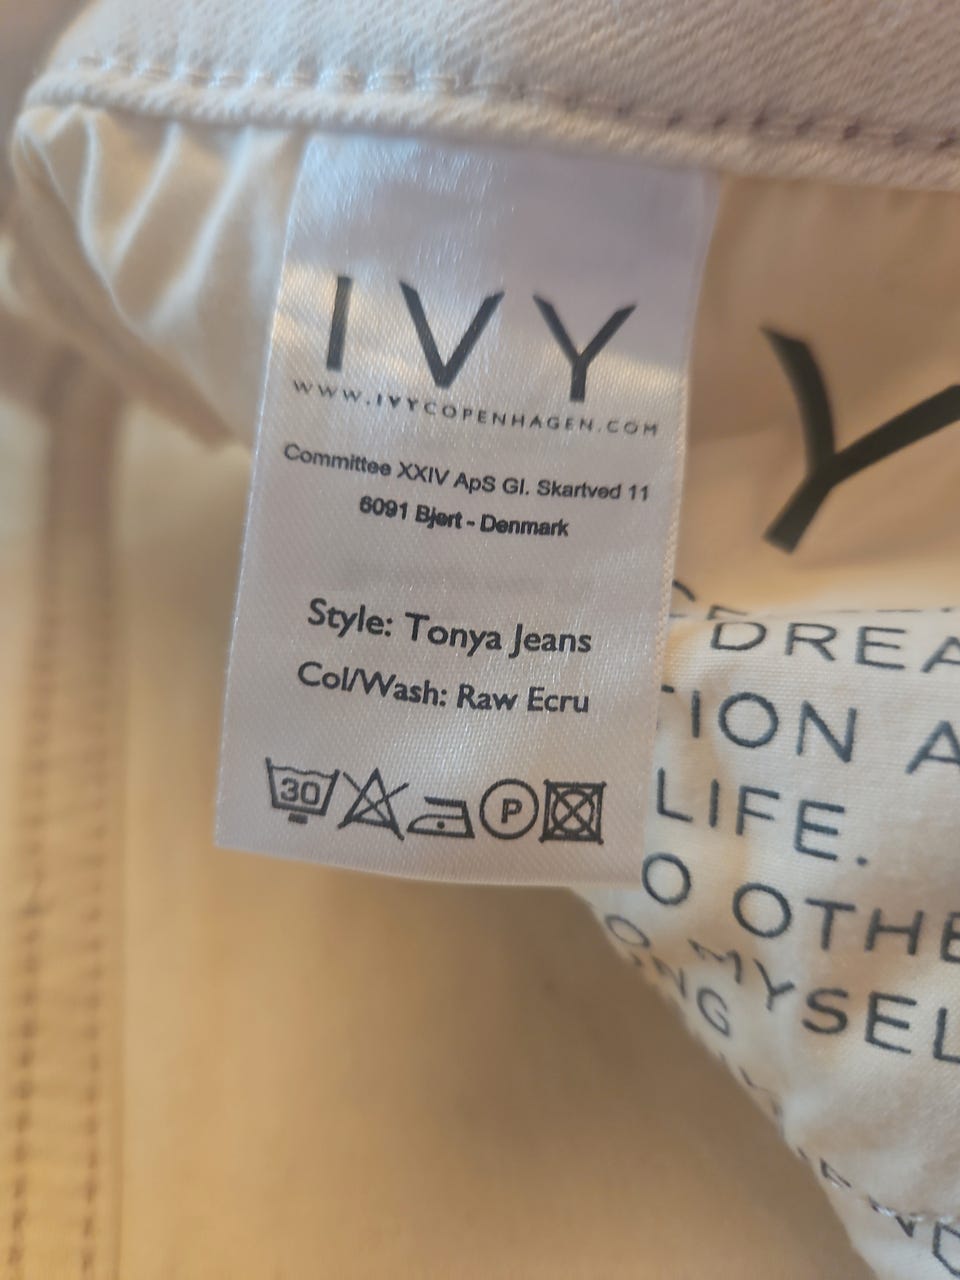 IVY
WWW.IVYCOPENHAGEN.COM
Committee XXIV ApS Gl. Skartved 11
6091 Bjert - Denmark
Style: Tonya Jeans
Col/Wash: Raw Ecru
30
P
Y
DREA
TION A
LIFE.
O OTHE
O MYSEL
NG